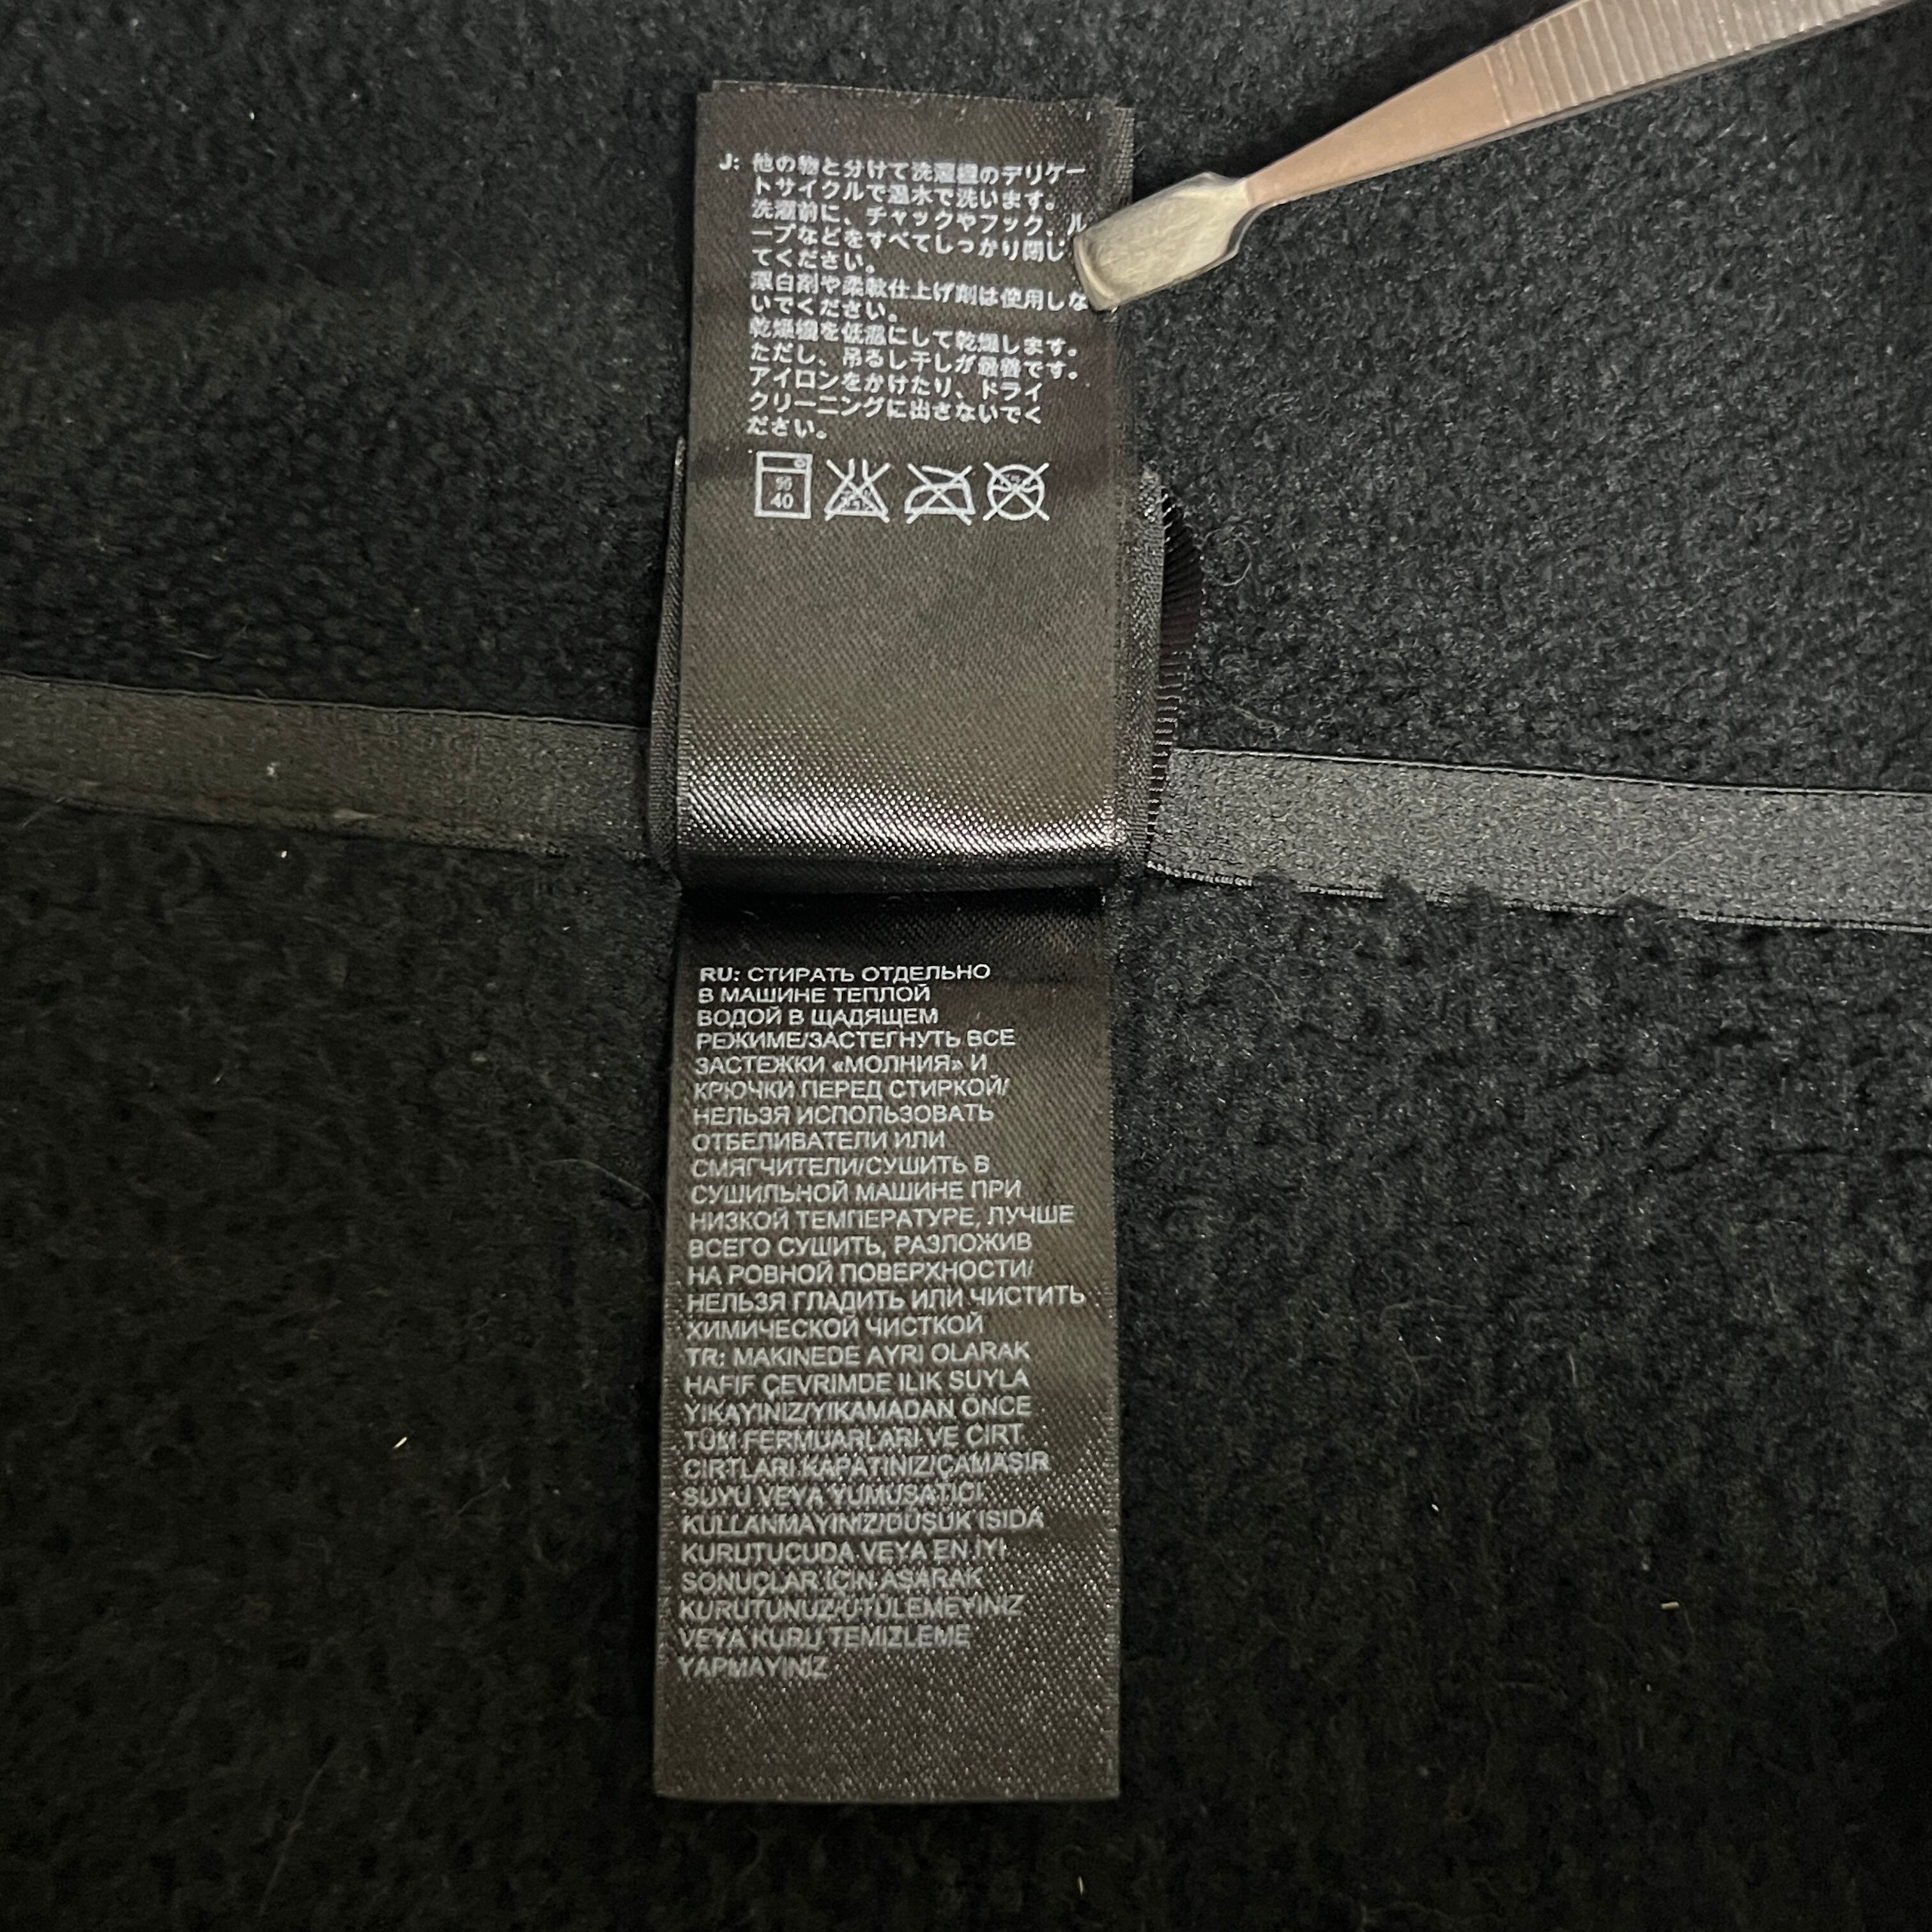 J: 他の物と分けて洗濯機のデリケー
トサイクルで温水で洗います。
洗濯前に、チャックやフック、ル
ープなどをすべてしっかり閉じ
てください。
漂白剤や柔軟仕上げ剤は使用しな
いでください。
乾燥機を低温にして乾燥します。
ただし、吊るし干しが最善です。
アイロンをかけたり、ドライ
クリーニングに出さないでく
ださい。
40
RU: СТИРАТЬ ОТДЕЛЬНО
В МАШИНЕ ТЕПЛОЙ
ВОДОЙ В ЩАДЯЩЕМ
РЕЖИМЕ/ЗАСТЕГНУТЬ ВСЕ
ЗАСТЕЖКИ «МОЛНИЯ» И
КРЮЧКИ ПЕРЕД СТИРКОЙ/
НЕЛЬЗЯ ИСПОЛЬЗОВАТЬ
ОТБЕЛИВАТЕЛИ ИЛИ
СМЯГЧИТЕЛИ/СУШИТЬ В
СУШИЛЬНОЙ МАШИНЕ ПРИ
НИЗКОЙ ТЕМПЕРАТУРЕ, ЛУЧШЕ
ВСЕГО СУШИТЬ, РАЗЛОЖИВ
НА РОВНОЙ ПОВЕРХНОСТИ/
НЕЛЬЗЯ ГЛАДИТЬ ИЛИ ЧИСТИТЬ
ХИМИЧЕСКОЙ ЧИСТКОЙ
TR: MAKINEDE AYRI OLARAK
HAFIF ÇEVRIMDE ILIK SUYLA
YIKAYINIZ/YIKAMADAN ÖNCE
TÜM FERMUARLARI VE CIRT
CIRTLARI KAPATINIZ/ÇAMAŞIR
SUYU VEYA YUMUŞATICI
KULLANMAYINIZ/DÜŞÜK ISIDA
KURUTUCUDA VEYA EN İYI
SONUÇLAR İÇİN ASARAK
KURUTUNUZ/ÜTÜLEMEYİNİZ
VEYA KURU TEMİZLEME
YAPMAYINIZ